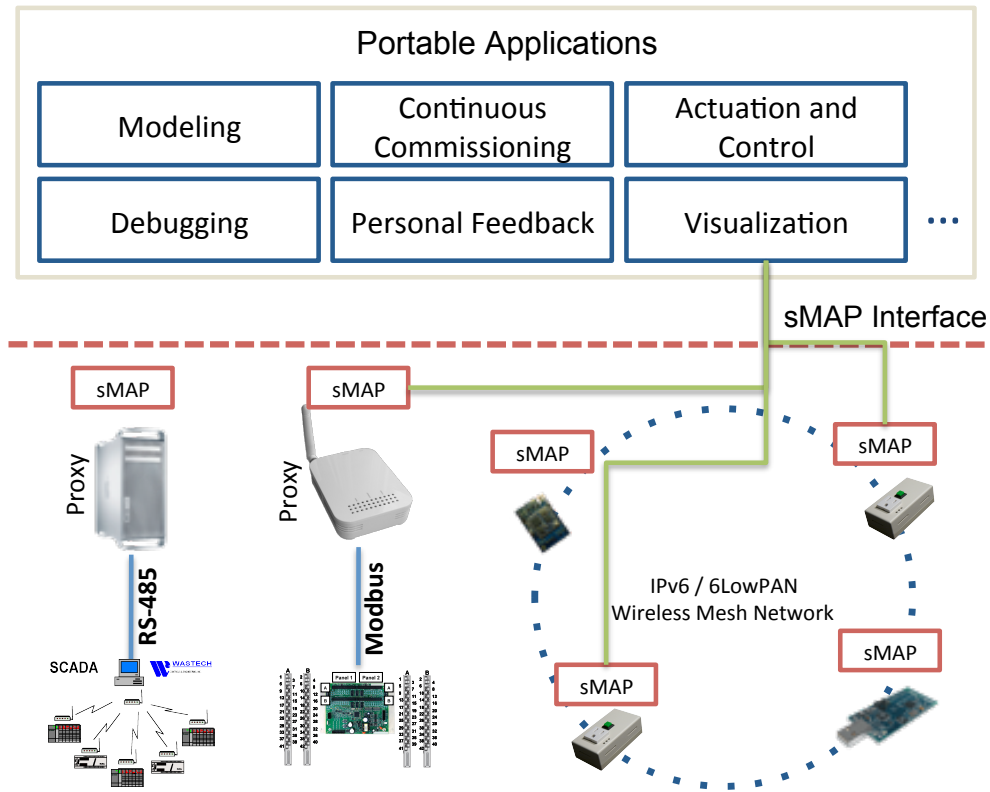 Portable Applications
Modeling
Continuous
Commissioning
Actuation and
Control
Debugging
Personal Feedback
Visualization
...
sMAP Interface
sMAP
sMAP
sMAP
sMAP
Proxy
Proxy
RS-485
Modbus
IPv6 / 6LowPAN
Wireless Mesh Network
sMAP
sMAP
SCADA
WASTECH
A
B
Panel 1
Panel 2
A
B